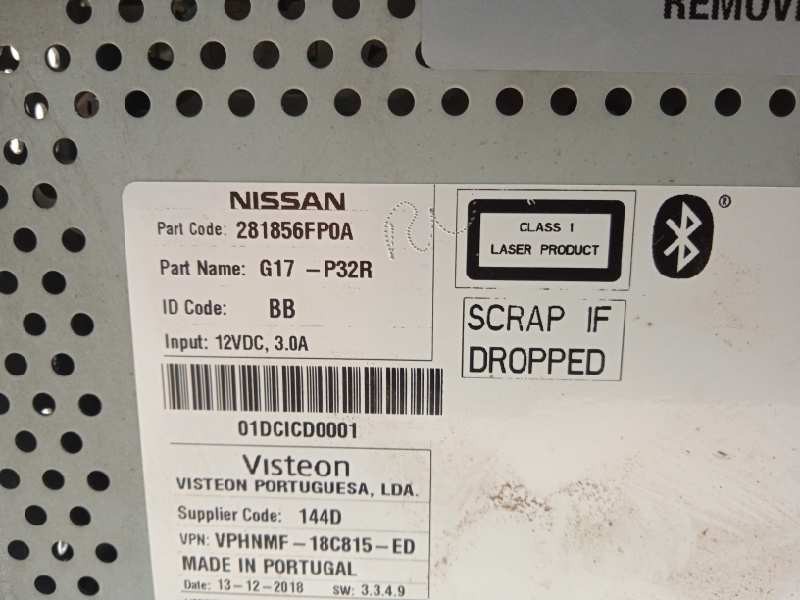 REMOVE
NISSAN
Part Code: 281856FP0A
Part Name: G17 -P32R
ID Code: BB
Input: 12VDC, 3.0A
CLASS 1
LASER PRODUCT
®
SCRAP IF
DROPPED
01DCICD0001
Visteon
VISTEON PORTUGUESA, LDA.
Supplier Code: 144D
VPN: VPHNMF-18C815-ED
MADE IN PORTUGAL
Date: 13-12-2018 SW: 3.3.4.9